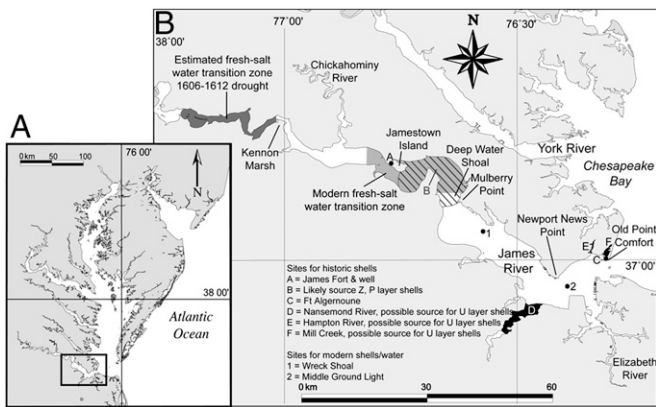 B
77°00'
76°30'
38°00'
Estimated fresh-salt
water transition zone
1606-1612 drought
Chickahominy
River
N
A
0 km 50 100
76 00'
N
Kennon
Marsh
A
Jamestown
Island
Deep Water
Shoal
Mulberry
Point
York River
Chesapeake
Bay
B
Modern fresh-salt
water transition zone
Newport News
Point
Old Point
Comfort
E
F
C
1
James
River
37°00'
38 00'
Atlantic
Ocean
Sites for historic shells
A = James Fort & well
B = Likely source Z, P layer shells
C = Ft Algernoune
D = Nansemond River, possible source for U layer shells
E = Hampton River, possible source for U layer shells
F = Mill Creek, possible source for U layer shells
2
D
Sites for modern shells/water
1 = Wreck Shoal
2 = Middle Ground Light
Elizabeth
River
0 km 30 60